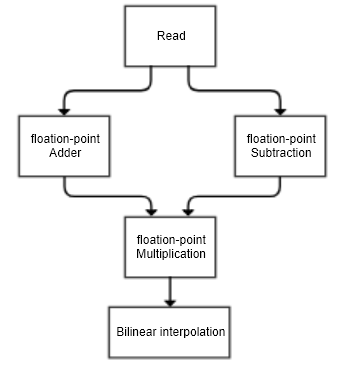 Read
floation-point
Adder
floation-point
Subtraction
floation-point
Multiplication
Bilinear interpolation